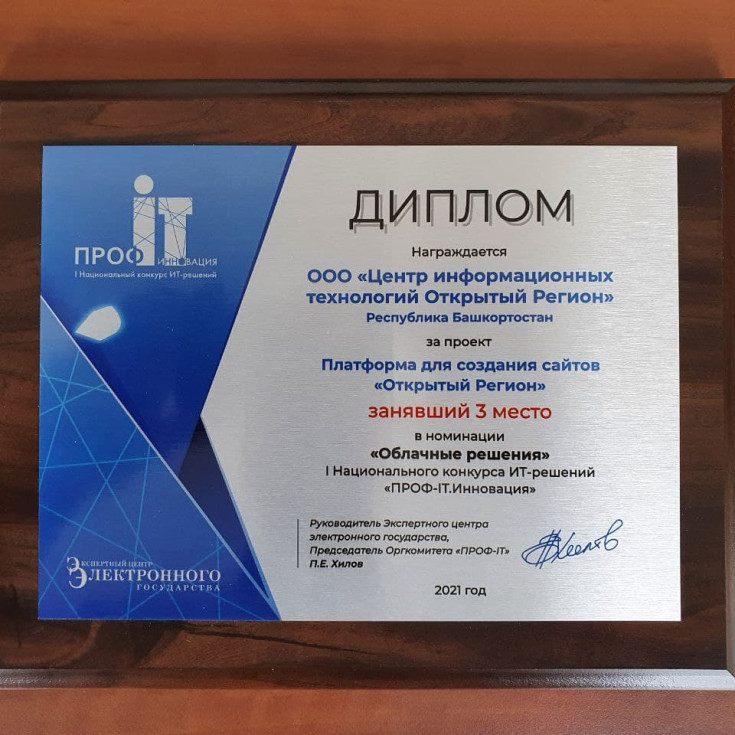 ПРОФ IT ИННОВАЦИЯ
I Национальный конкурс ИТ-решений
ДИПЛОМ
Награждается
ООО «Центр информационных
технологий Открытый Регион»
Республика Башкортостан
за проект
Платформа для создания сайтов
«Открытый Регион»
занявший 3 место
в номинации
«Облачные решения»
I Национального конкурса ИТ-решений
«ПРОФ-IT.Инновация»
Руководитель Экспертного центра
электронного государства,
Председатель Оргкомитета «ПРОФ-IT»
П.Е. Хилов
2021 год
ЭКСПЕРТНЫЙ ЦЕНТР
ЭЛЕКТРОННОГО
ГОСУДАРСТВА